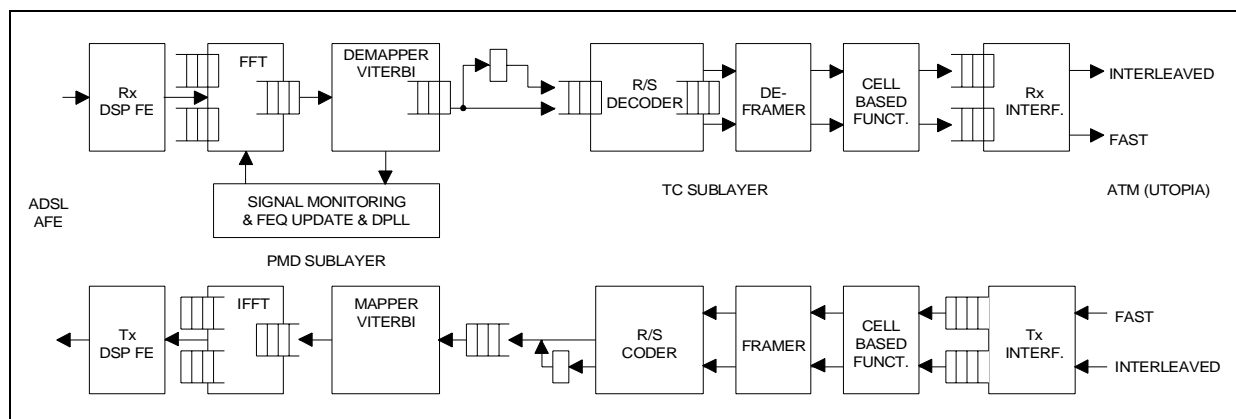 Rx
DSP FE
FFT
DEMAPPER
VITERBI
R/S
DECODER
DE-
FRAMER
CELL
BASED
FUNCT.
Rx
INTERF.
INTERLEAVED
FAST
SIGNAL MONITORING
& FEQ UPDATE & DPLL
TC SUBLAYER
ATM (UTOPIA)
ADSL
AFE
PMD SUBLAYER
Tx
DSP FE
IFFT
MAPPER
VITERBI
R/S
CODER
FRAMER
CELL
BASED
FUNCT.
Tx
INTERF.
FAST
INTERLEAVED